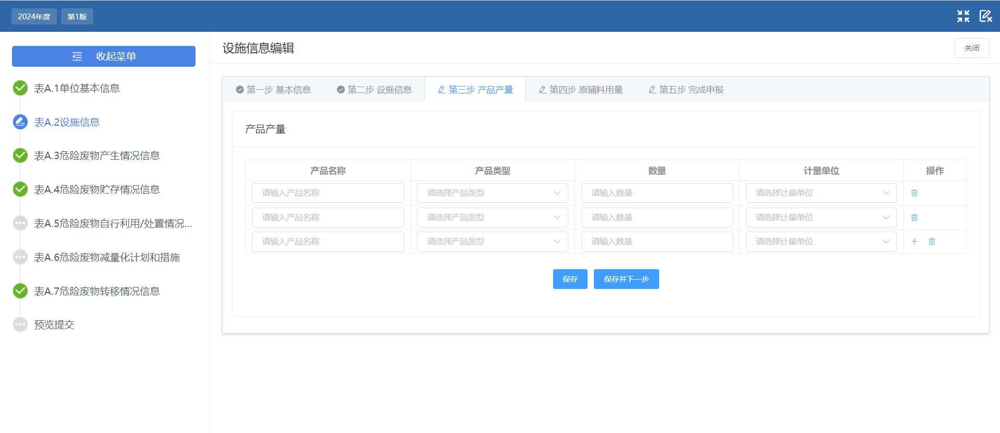 2024年度 第1版
收起菜单
表A.1单位基本信息
表A.2设施信息
表A.3危险废物产生情况信息
表A.4危险废物贮存情况信息
表A.5危险废物自行利用/处置情况...
表A.6危险废物减量化计划和措施
表A.7危险废物转移情况信息
预览提交
设施信息编辑 关闭
第一步 基本信息 第二步 设施信息 第三步 产品产量 第四步 原辅料用量 第五步 完成申报
产品产量
产品名称 产品类型 数量 计量单位 操作
请输入产品名称 请选择产品类型 请输入数量 请选择计量单位
请输入产品名称 请选择产品类型 请输入数量 请选择计量单位
请输入产品名称 请选择产品类型 请输入数量 请选择计量单位
保存 保存并下一步